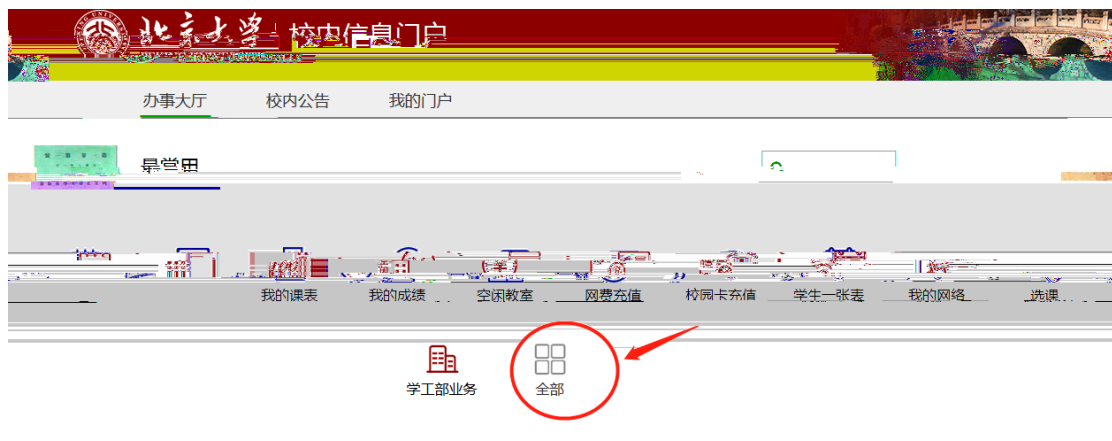 北京大学 校内信息门户
办事大厅 校内公告 我的门户
最常用
我的课表 我的成绩 空闲教室 网费充值 校园卡充值 学生一张表 我的网络 选课
学工部业务 全部